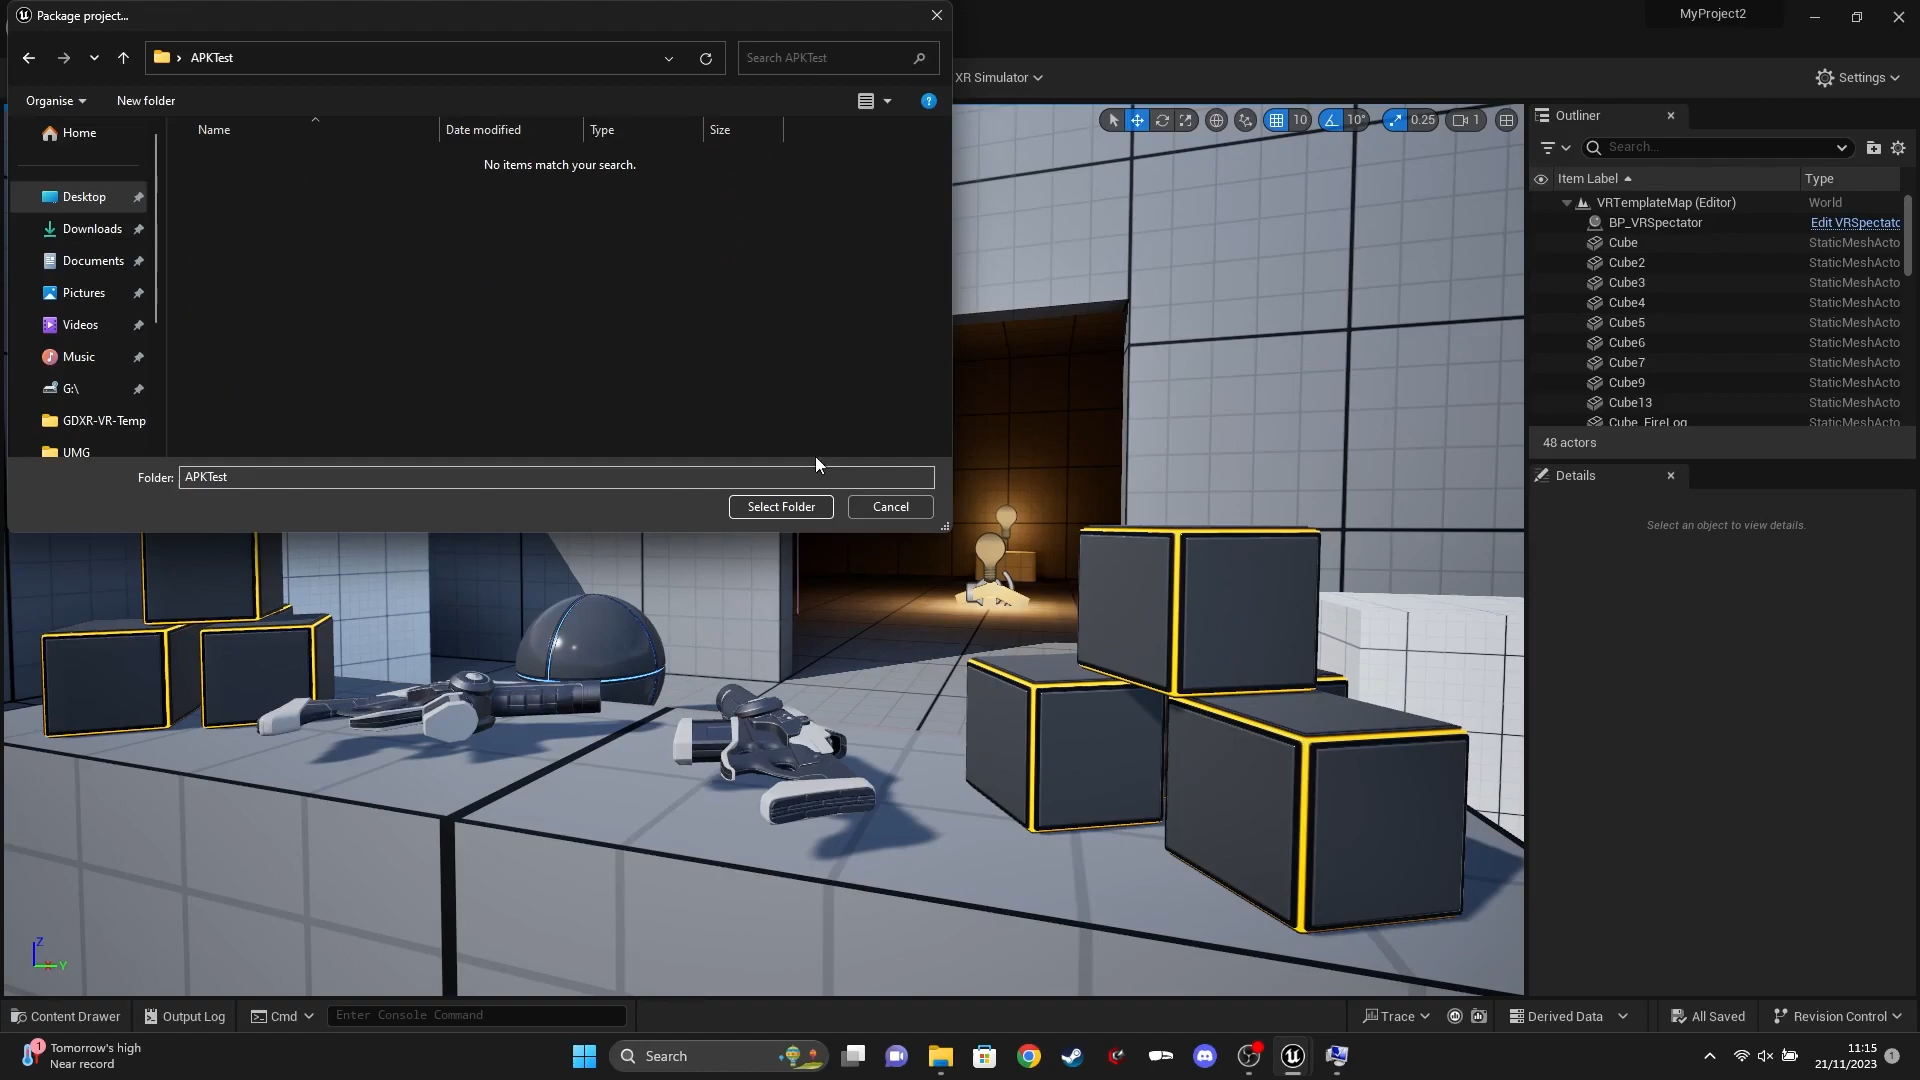 Package project...
MyProject2
APKTest
Search APKTest
XR Simulator
Settings
Organise
New folder
Name
Date modified
Type
Size
No items match your search.
Home
Desktop
Downloads
Documents
Pictures
Videos
Music
G:\
GDXR-VR-Temp
UMG
Folder:
APKTest
Select Folder
Cancel
10
10°
0.25
1
Outliner
Search...
Item Label
Type
VRTemplateMap (Editor)
World
BP_VRSpectator
Edit VRSpectatc
Cube
StaticMeshActo
Cube2
StaticMeshActo
Cube3
StaticMeshActo
Cube4
StaticMeshActo
Cube5
StaticMeshActo
Cube6
StaticMeshActo
Cube7
StaticMeshActo
Cube9
StaticMeshActo
Cube13
StaticMeshActo
Cube_FireLog
StaticMeshActo
48 actors
Details
Select an object to view details.
Z
Y
Content Drawer
Output Log
Cmd
Enter Console Command
Trace
Derived Data
All Saved
Revision Control
1
Tomorrow's high
Near record
Search
11:15
21/11/2023
1